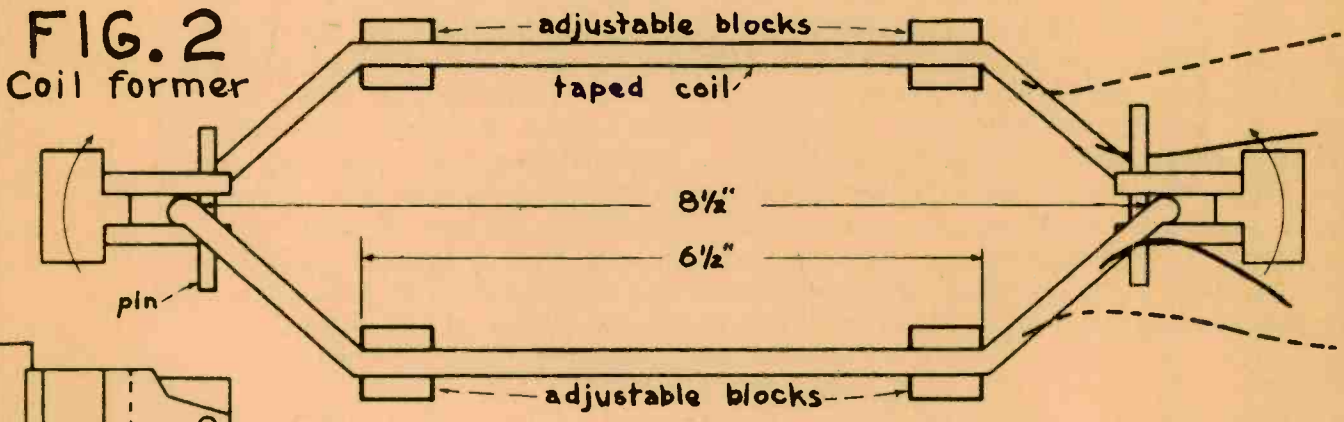 FIG. 2
Coil former
adjustable blocks
taped coil
8½"
6½"
pin
adjustable blocks